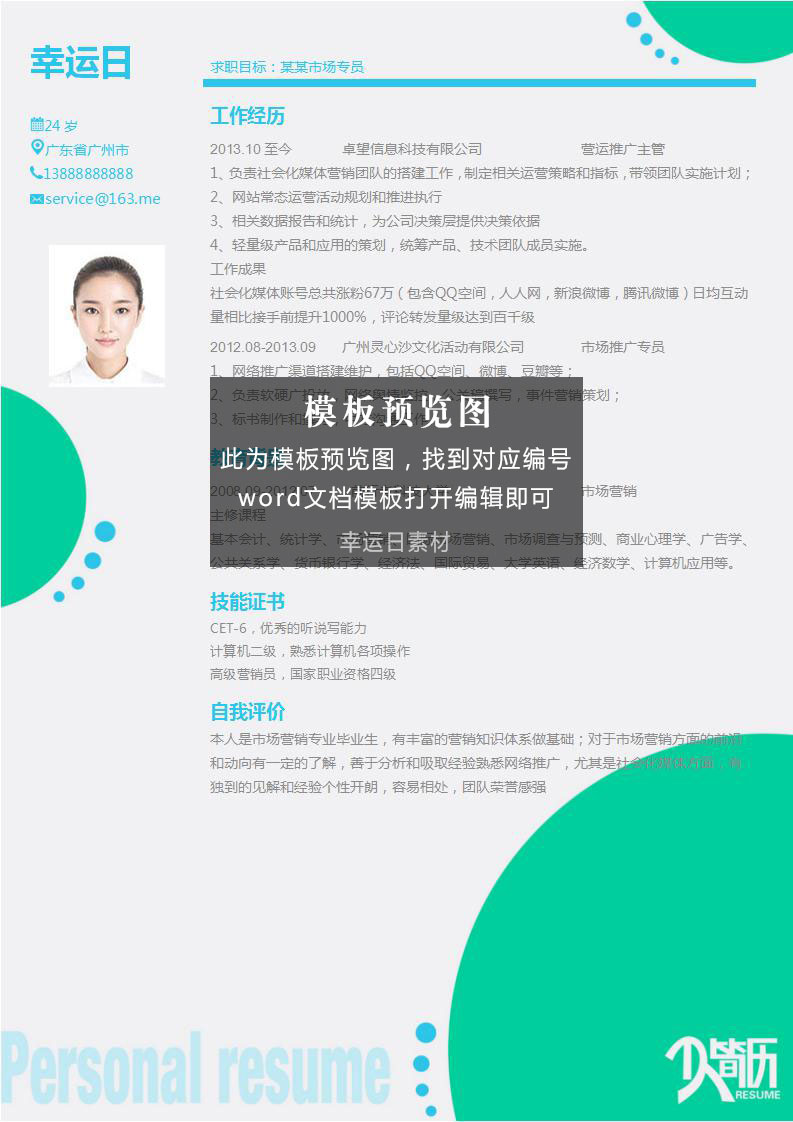 幸运日
求职目标：某某市场专员
24 岁
广东省广州市
13888888888
service@163.me
工作经历
2013.10 至今 卓望信息科技有限公司 营运推广主管
1、负责社会化媒体营销团队的搭建工作，制定相关运营策略和指标，带领团队实施计划；
2、网站常态运营活动规划和推进执行
3、相关数据报告和统计，为公司决策层提供决策依据
4、轻量级产品和应用的策划，统筹产品、技术团队成员实施。
工作成果
社会化媒体账号总共涨粉67万（包含QQ空间，人人网，新浪微博，腾讯微博）日均互动
量相比接手前提升1000%，评论转发量级达到百千级
2012.08-2013.09 广州灵心沙文化活动有限公司 市场推广专员
1、网络推广渠道搭建维护，包括QQ空间、微博、豆瓣等；
2、负责软硬广投放，网络舆情监控，公关稿撰写，事件营销策划；
3、标书制作和
模板预览图
此为模板预览图，找到对应编号
word文档模板打开编辑即可
幸运日素材
2008.09-201 市场营销
主修课程
基本会计、统计学、市 场营销、市场调查与预测、商业心理学、广告学、
公共关系学、货币银行学、经济法、国际贸易、大学英语、经济数学、计算机应用等。
技能证书
CET-6，优秀的听说写能力
计算机二级，熟悉计算机各项操作
高级营销员，国家职业资格四级
自我评价
本人是市场营销专业毕业生，有丰富的营销知识体系做基础；对于市场营销方面的前沿
和动向有一定的了解，善于分析和吸取经验熟悉网络推广，尤其是社会化媒体方面，有
独到的见解和经验个性开朗，容易相处，团队荣誉感强
Personal resume
简历
RESUME